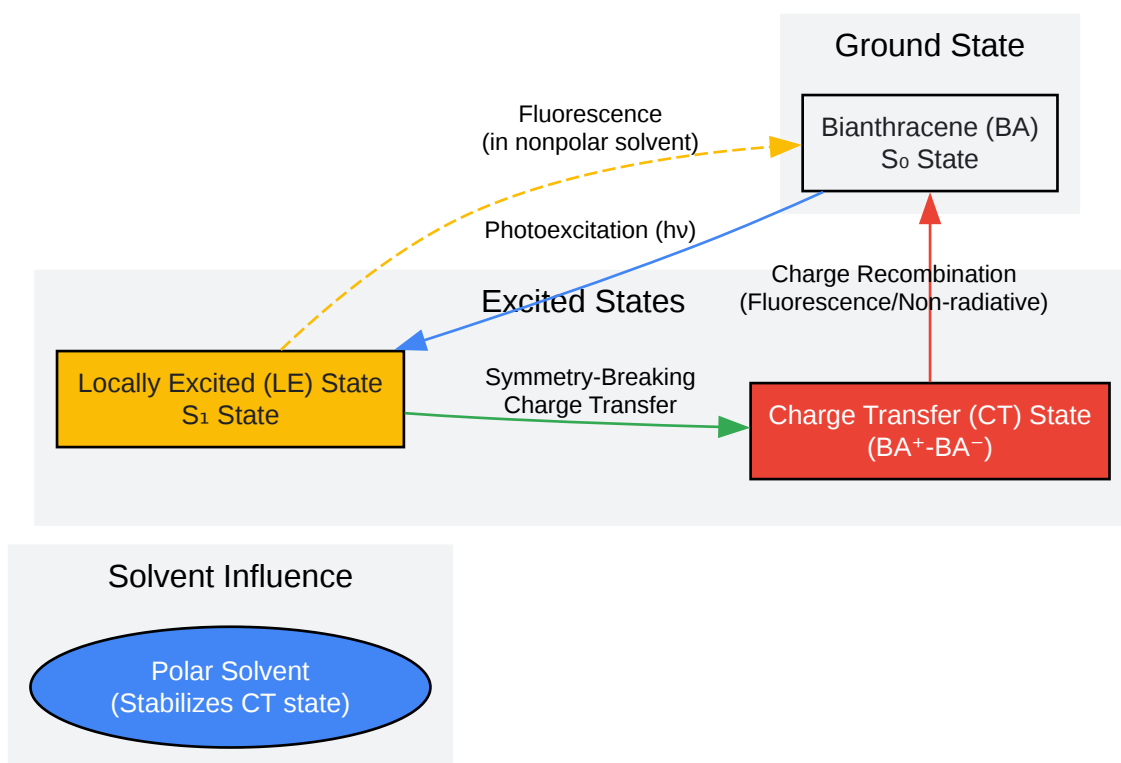 Ground State
Bianthracene (BA)
S₀ State
Fluorescence
(in nonpolar solvent)
Photoexcitation (hν)
Charge Recombination
(Fluorescence/Non-radiative)
Excited States
Locally Excited (LE) State
S₁ State
Symmetry-Breaking
Charge Transfer
Charge Transfer (CT) State
(BA⁺-BA⁻)
Solvent Influence
Polar Solvent
(Stabilizes CT state)